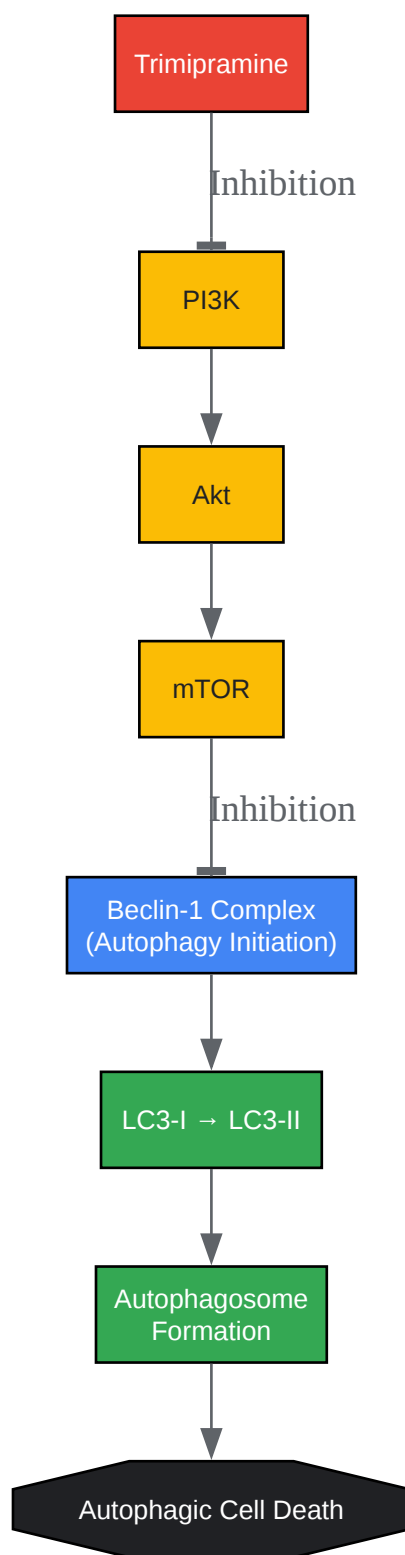 Trimipramine
Inhibition
PI3K
Akt
mTOR
Inhibition
Beclin-1 Complex
(Autophagy Initiation)
LC3-I → LC3-II
Autophagosome
Formation
Autophagic Cell Death